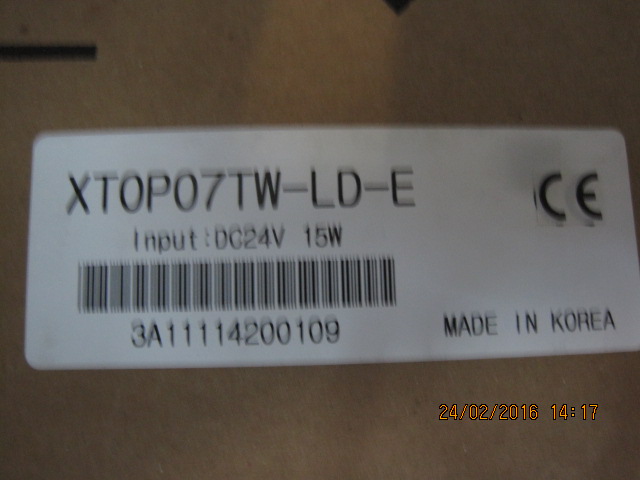 XTOP07TW-LD-E
CE
Input:DC24V 15W
3A11114200109
MADE IN KOREA
24/02/2016 14:17